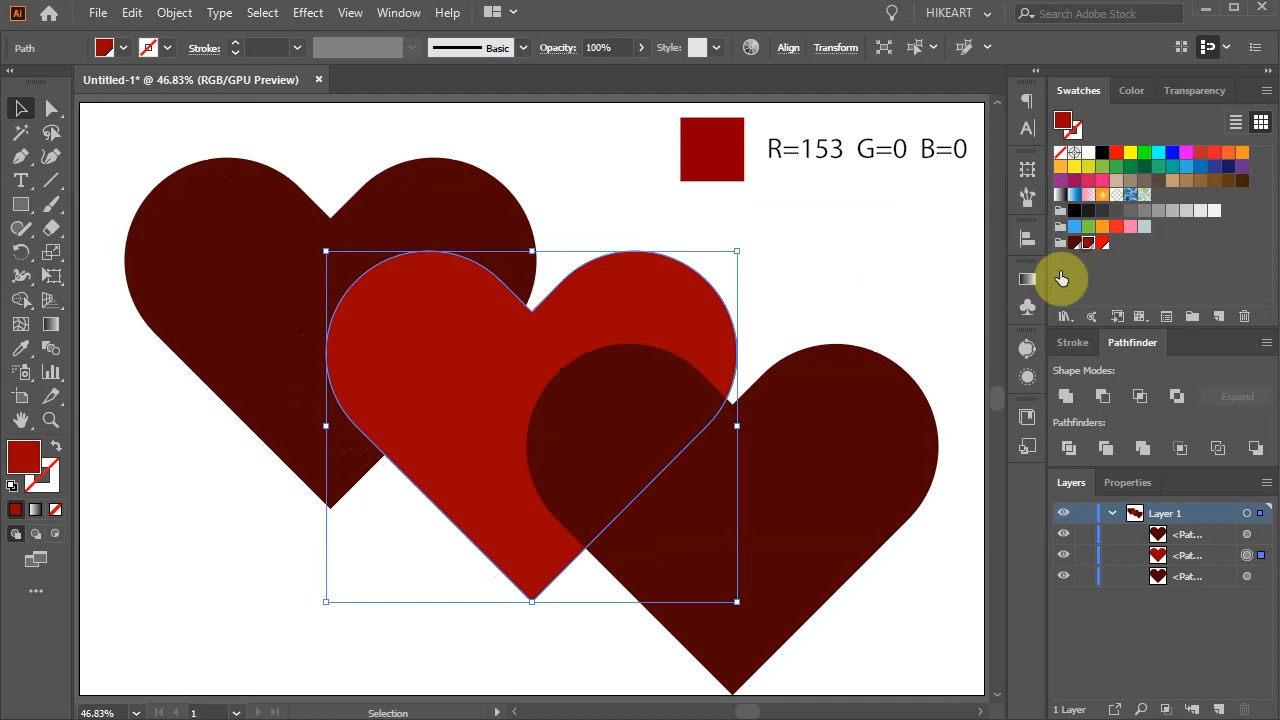 Ai File Edit Object Type Select Effect View Window Help HIKEART Search Adobe Stock
Path Stroke: Basic Opacity: 100% Style: Align Transform
Untitled-1* @ 46.83% (RGB/GPU Preview) ×
Swatches Color Transparency
R=153 G=0 B=0
Stroke Pathfinder
Shape Modes:
Expand
Pathfinders:
Layers Properties
Layer 1
<Pat...
<Pat...
<Pat...
46.83% 1 Selection
1 Layer